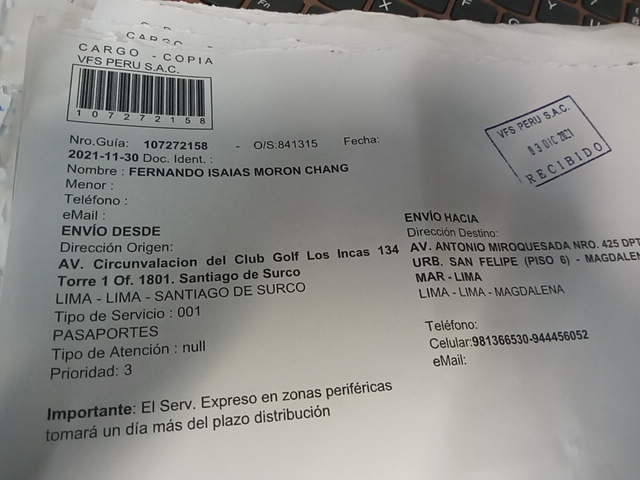 CARGO - COPIA
VFS PERU S.A.C.
107272158
Nro.Guía: 107272158 - O/S:841315 Fecha:
2021-11-30 Doc. Ident. :
Nombre : FERNANDO ISAIAS MORON CHANG
Menor :
Teléfono :
eMail :
ENVÍO DESDE
Dirección Origen:
AV. Circunvalacion del Club Golf Los Incas 134
Torre 1 Of. 1801. Santiago de Surco
LIMA - LIMA - SANTIAGO DE SURCO
Tipo de Servicio : 001
PASAPORTES
Tipo de Atención : null
Prioridad: 3
Importante: El Serv. Expreso en zonas periféricas
tomará un día más del plazo distribución
VFS PERU S.A.C.
03 DIC 2021
RECIBIDO
ENVÍO HACIA
Dirección Destino:
AV. ANTONIO MIROQUESADA NRO. 425 DPT
URB. SAN FELIPE (PISO 6) - MAGDALEN
MAR - LIMA
LIMA - LIMA - MAGDALENA
Teléfono:
Celular:981366530-944456052
eMail: